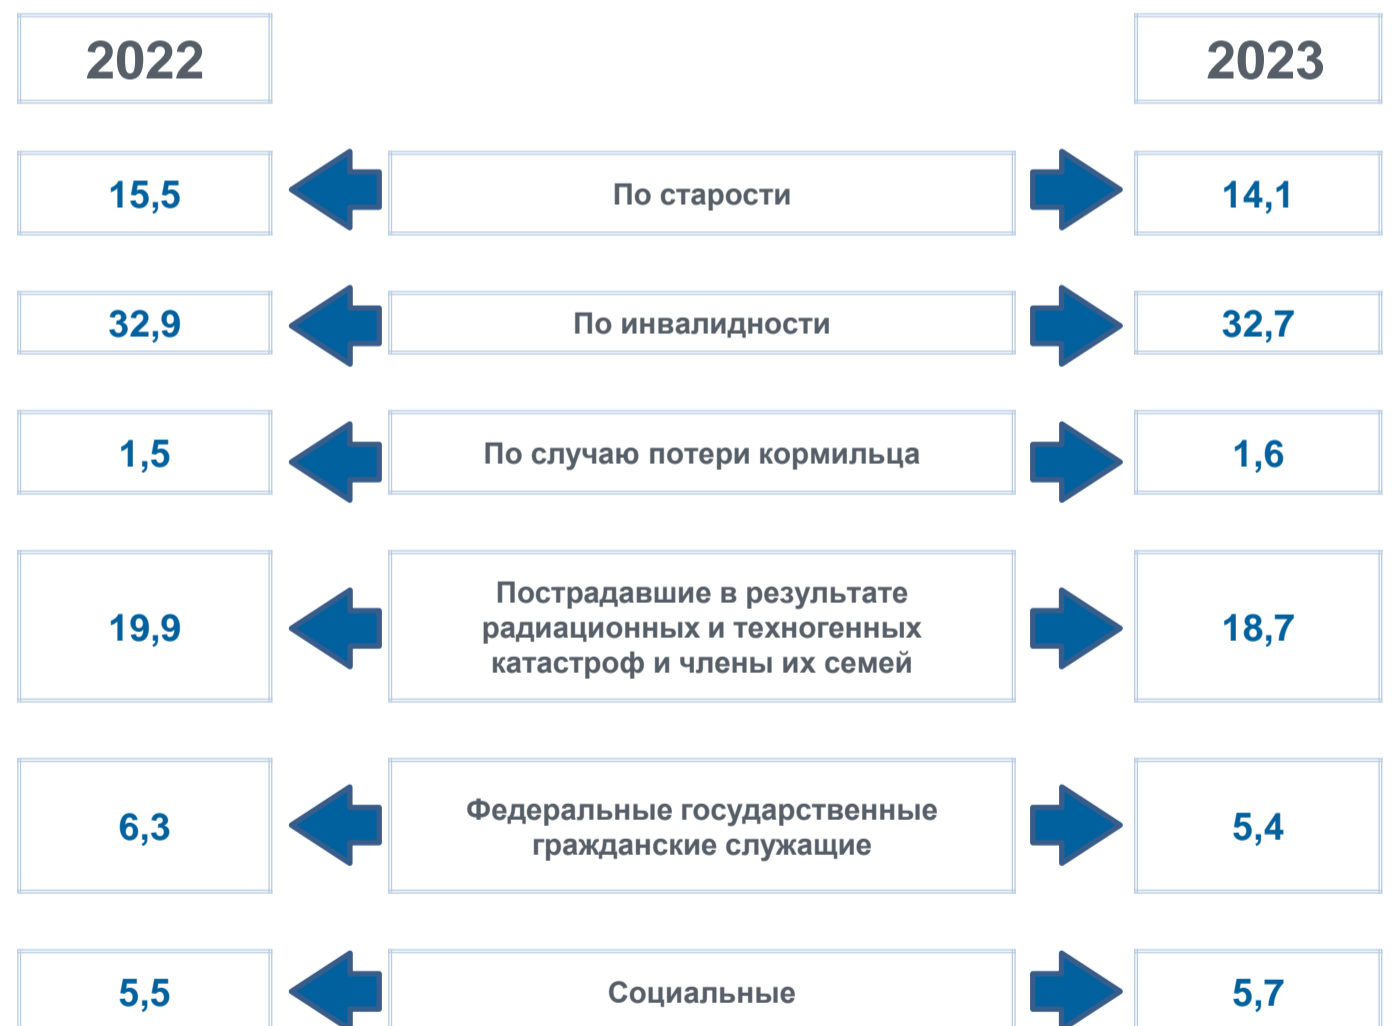 2022
2023
15,5
По старости
14,1
32,9
По инвалидности
32,7
1,5
По случаю потери кормильца
1,6
19,9
Пострадавшие в результате
радиационных и техногенных
катастроф и члены их семей
18,7
6,3
Федеральные государственные
гражданские служащие
5,4
5,5
Социальные
5,7